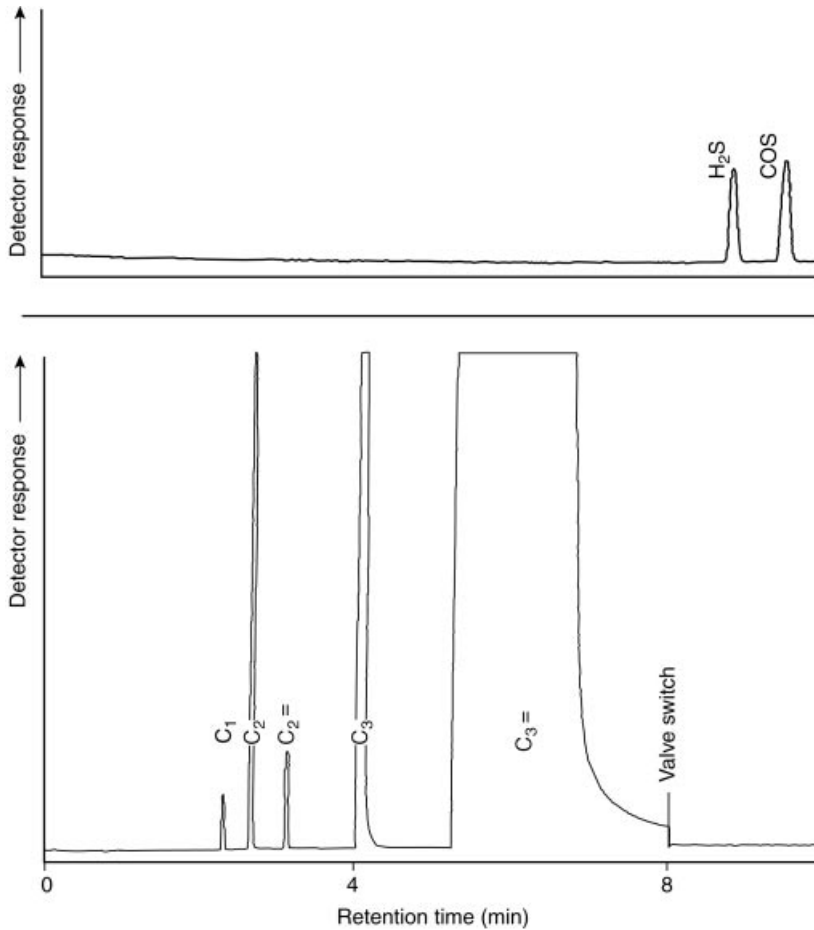 Detector response
H₂S
COS
Detector response
C₁
C₂
C₂ =
C₃
C₃ =
Valve switch
0
4
8
Retention time (min)